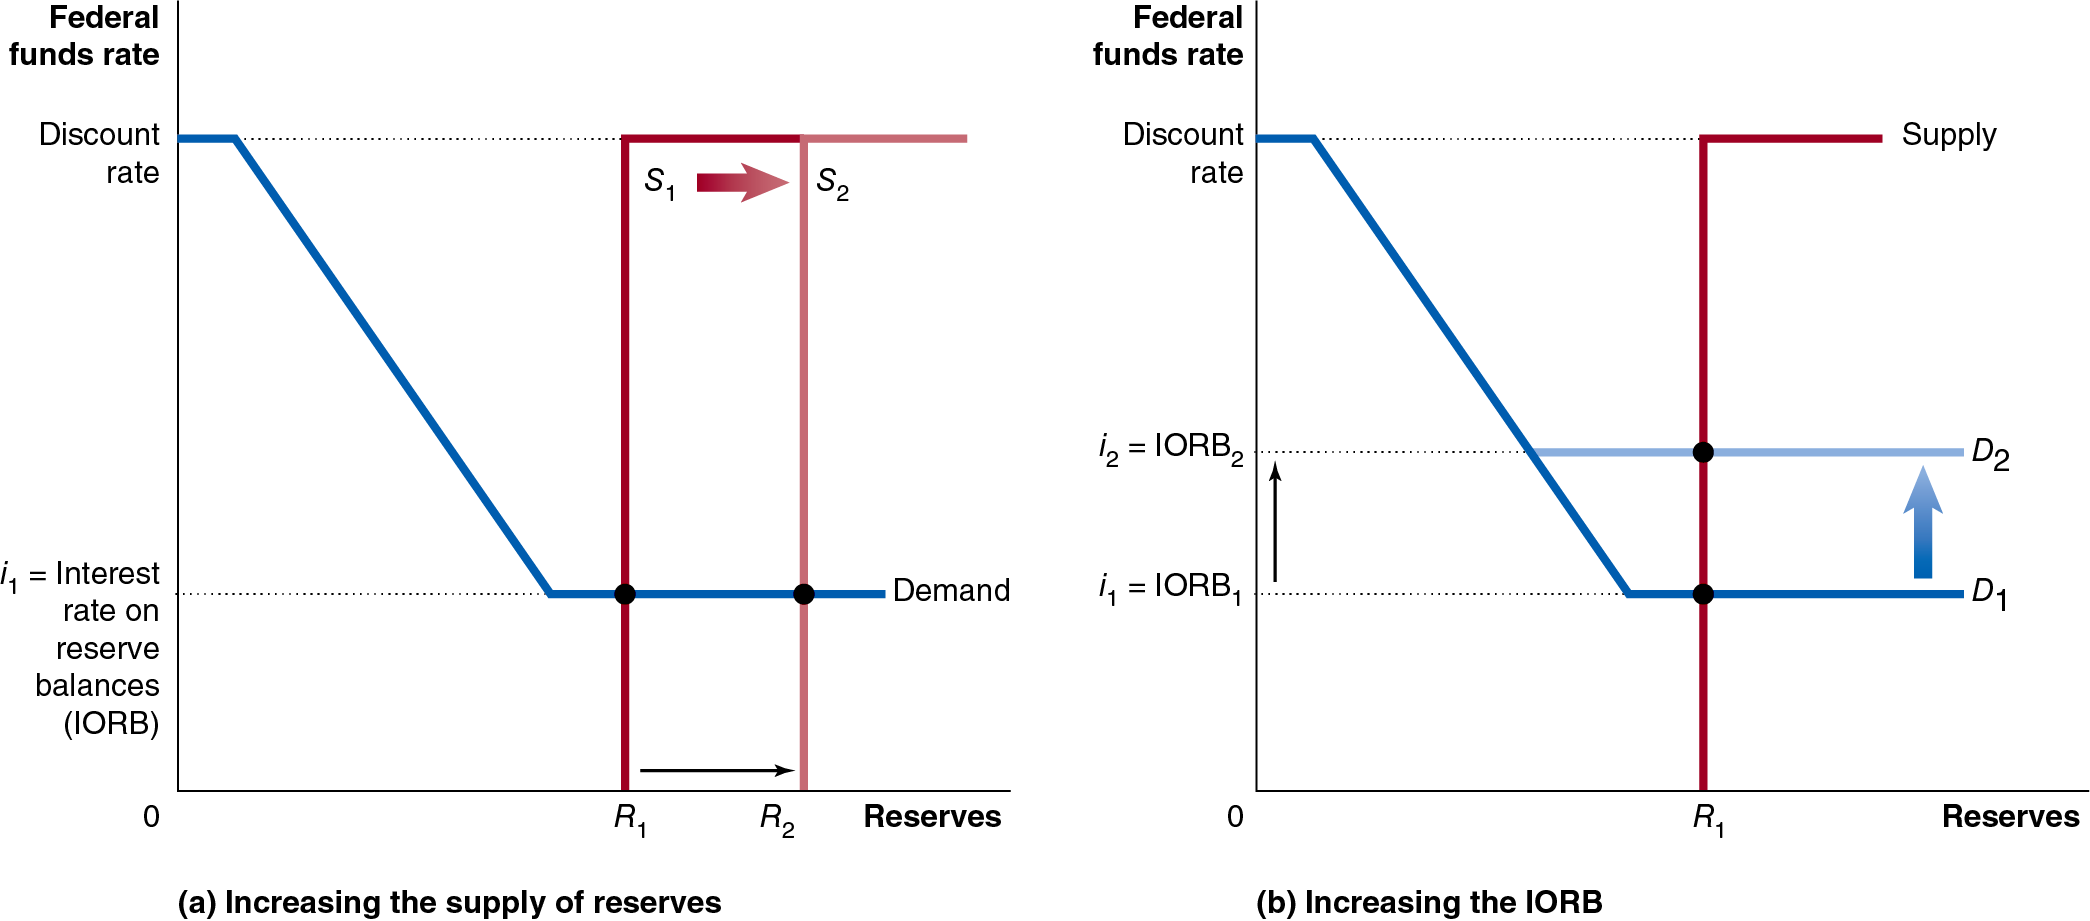 Federal
funds rate
Discount
rate
S1
S2
i1 = Interest
rate on
reserve
balances
(IORB)
Demand
0
R1
R2
Reserves
(a) Increasing the supply of reserves
Federal
funds rate
Discount
rate
Supply
i2 = IORB2
D2
i1 = IORB1
D1
0
R1
Reserves
(b) Increasing the IORB